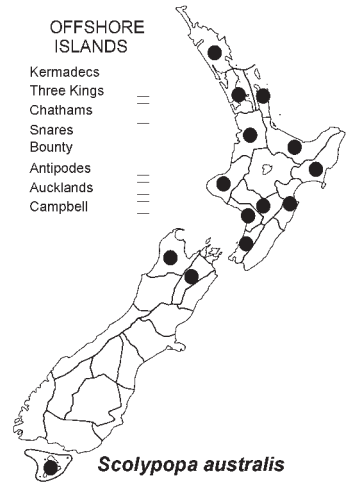 OFFSHORE
ISLANDS
Kermadecs
Three Kings
Chathams
Snares
Bounty
Antipodes
Aucklands
Campbell
Scolypopa australis